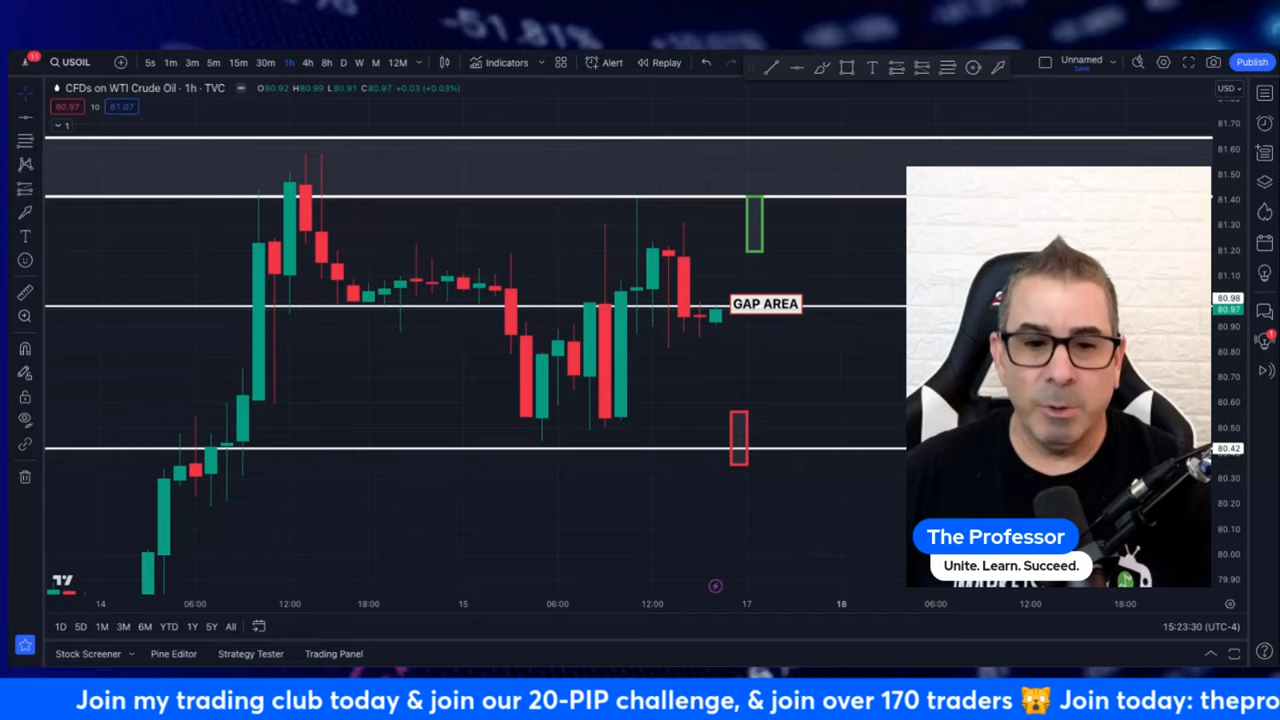 -51.81%
11
USOIL
5s 1m 3m 5m 15m 30m 1h 4h 8h D W M 12M
Indicators
Alert
Replay
Unnamed
Save
Publish
CFDs on WTI Crude Oil · 1h · TVC
O80.92 H80.99 L80.91 C80.97 +0.03 (+0.03%)
80.97 10 81.07
1
USD
81.70
81.60
81.50
81.40
81.30
81.20
81.10
80.98
80.97
80.90
80.80
80.70
80.60
80.50
80.42
80.30
80.20
80.10
80.00
79.90
GAP AREA
1
The Professor
Unite. Learn. Succeed.
14 06:00 12:00 18:00 15 06:00 12:00 17 18 06:00 12:00 18:00
1D 5D 1M 3M 6M YTD 1Y 5Y All
15:23:30 (UTC-4)
Stock Screener Pine Editor Strategy Tester Trading Panel
Join my trading club today & join our 20-PIP challenge, & join over 170 traders 🙀 Join today: thepro